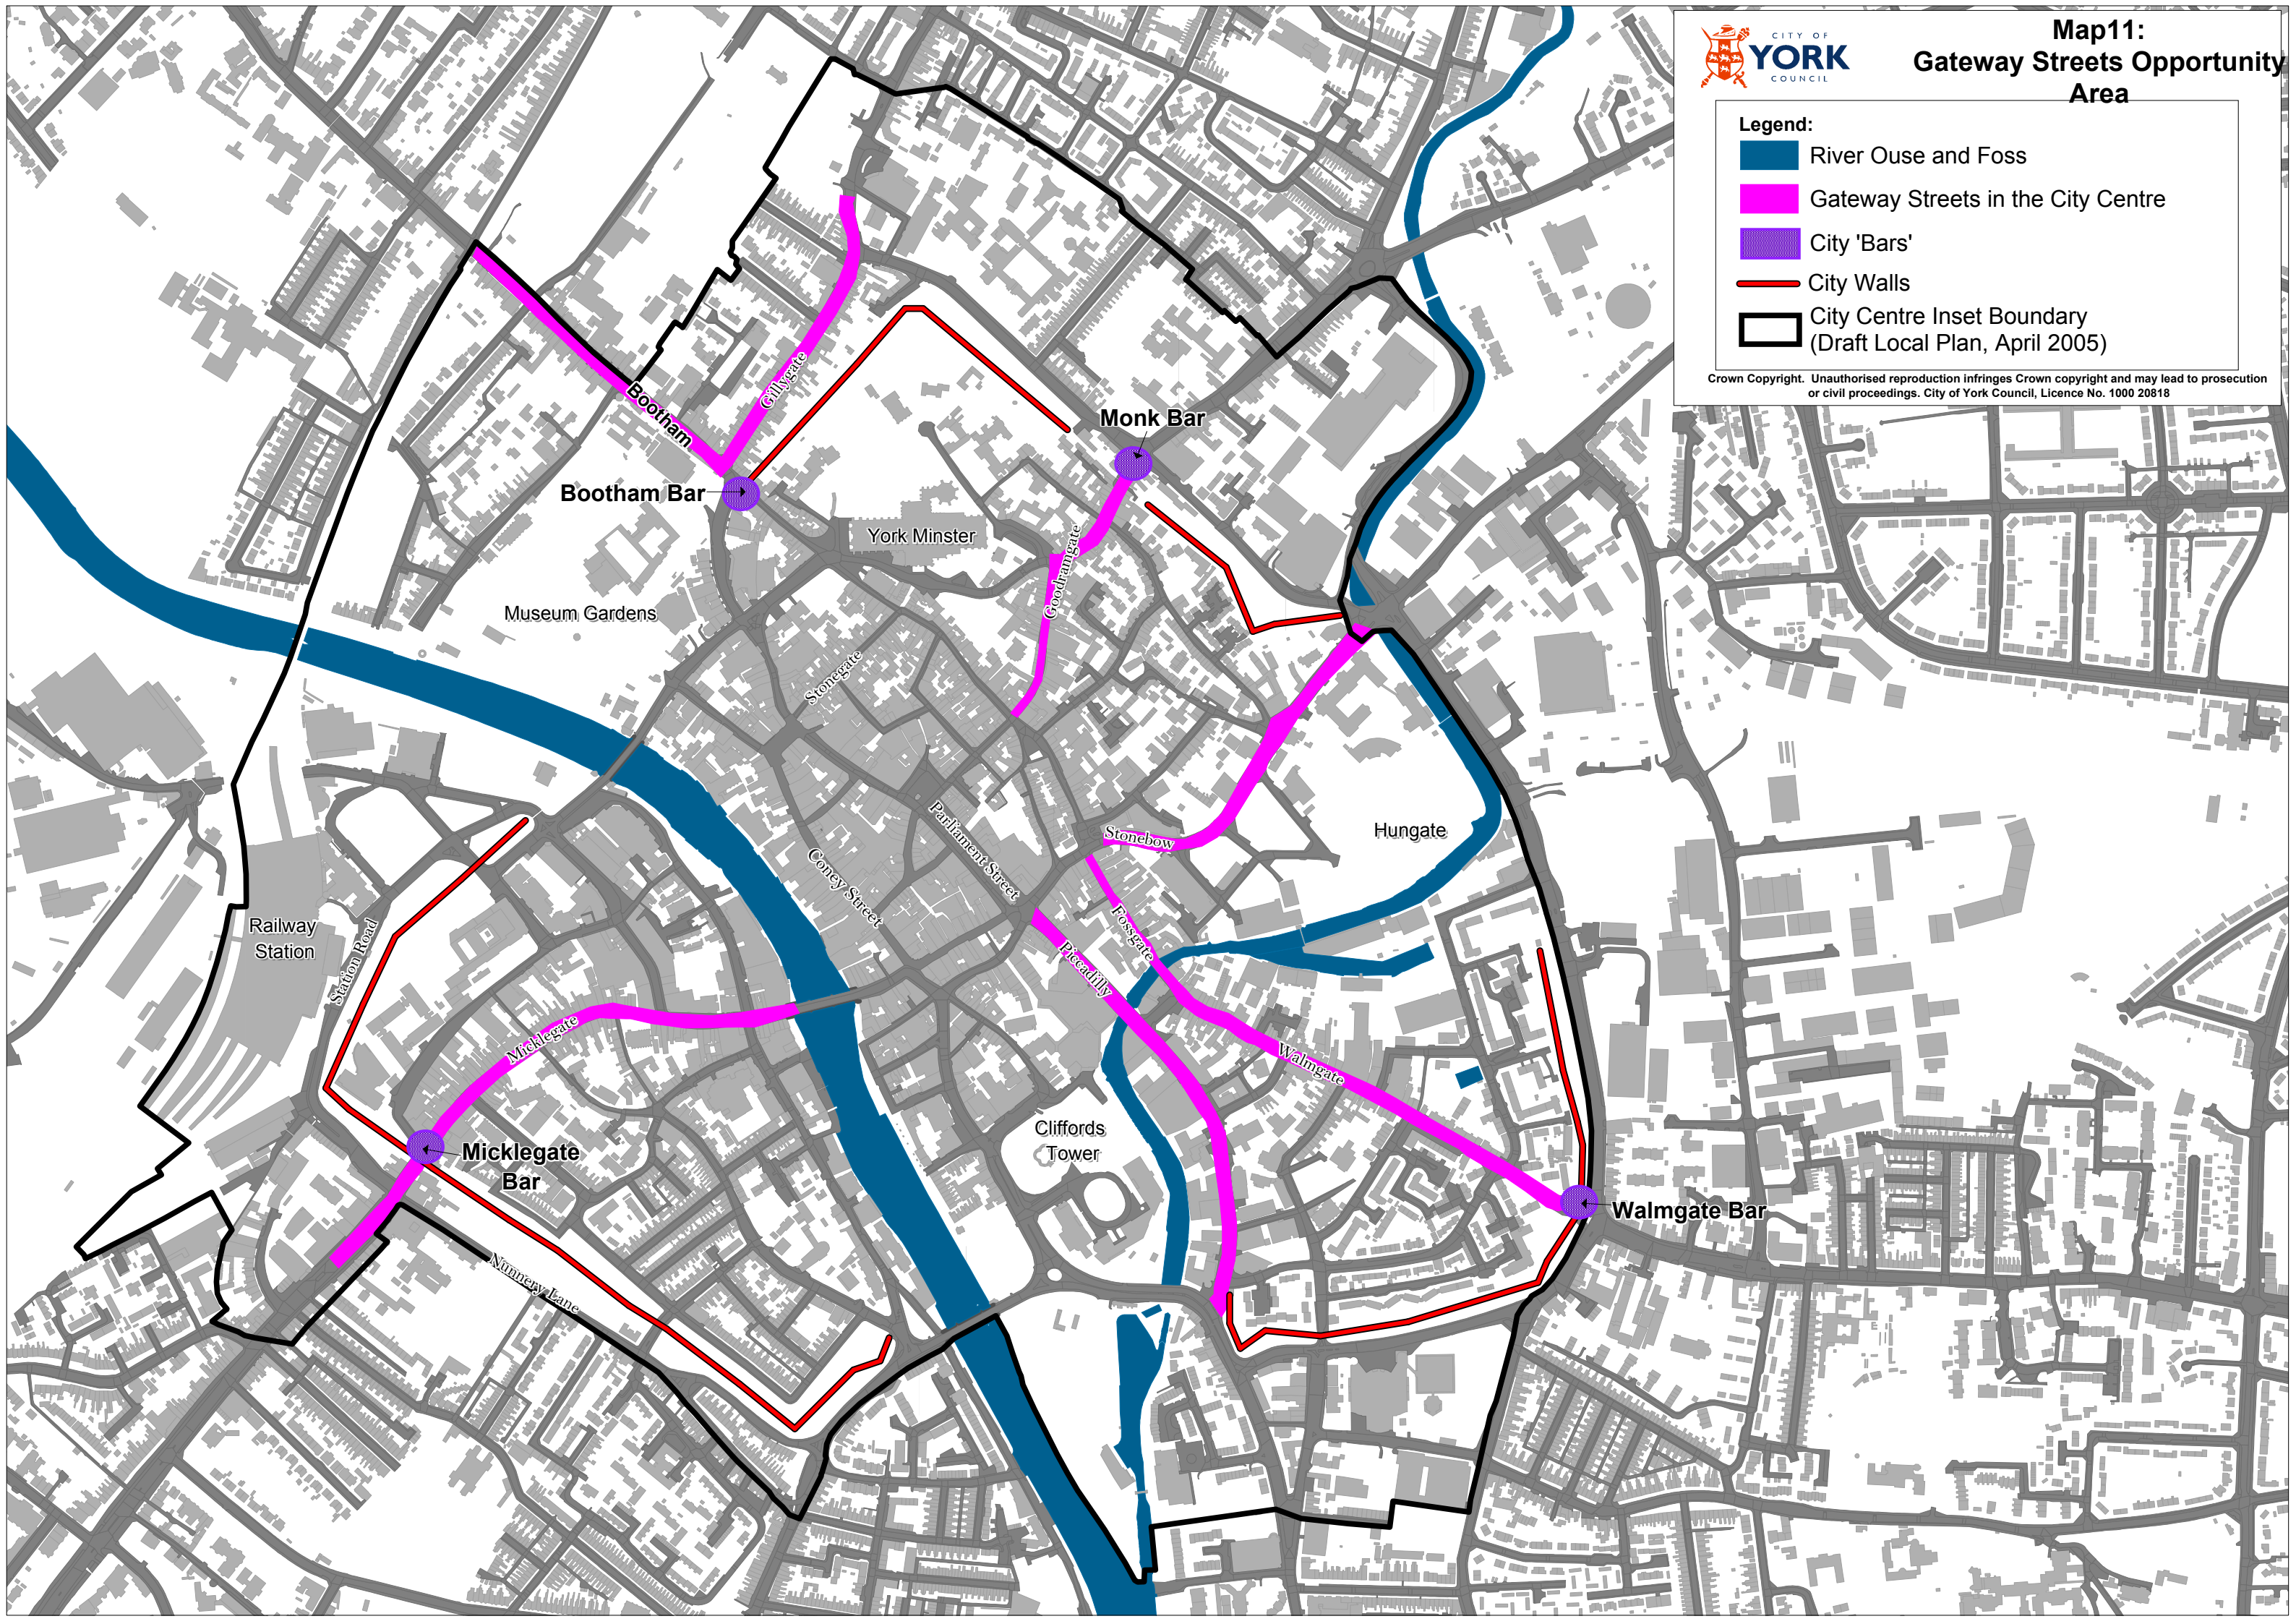 CITY OF
YORK
COUNCIL
Map11:
Gateway Streets Opportunity
Area
Legend:
River Ouse and Foss
Gateway Streets in the City Centre
City 'Bars'
City Walls
City Centre Inset Boundary
(Draft Local Plan, April 2005)
Crown Copyright. Unauthorised reproduction infringes Crown copyright and may lead to prosecution
or civil proceedings. City of York Council, Licence No. 1000 20818
Gillygate
Bootham
Monk Bar
Bootham Bar
York Minster
Goodramgate
Museum Gardens
Stonegate
Parliament Street
Stonebow
Hungate
Coney Street
Fossgate
Railway
Station
Station Road
Piccadilly
Micklegate
Walmgate
Cliffords
Tower
Micklegate
Bar
Walmgate Bar
Nunnery Lane